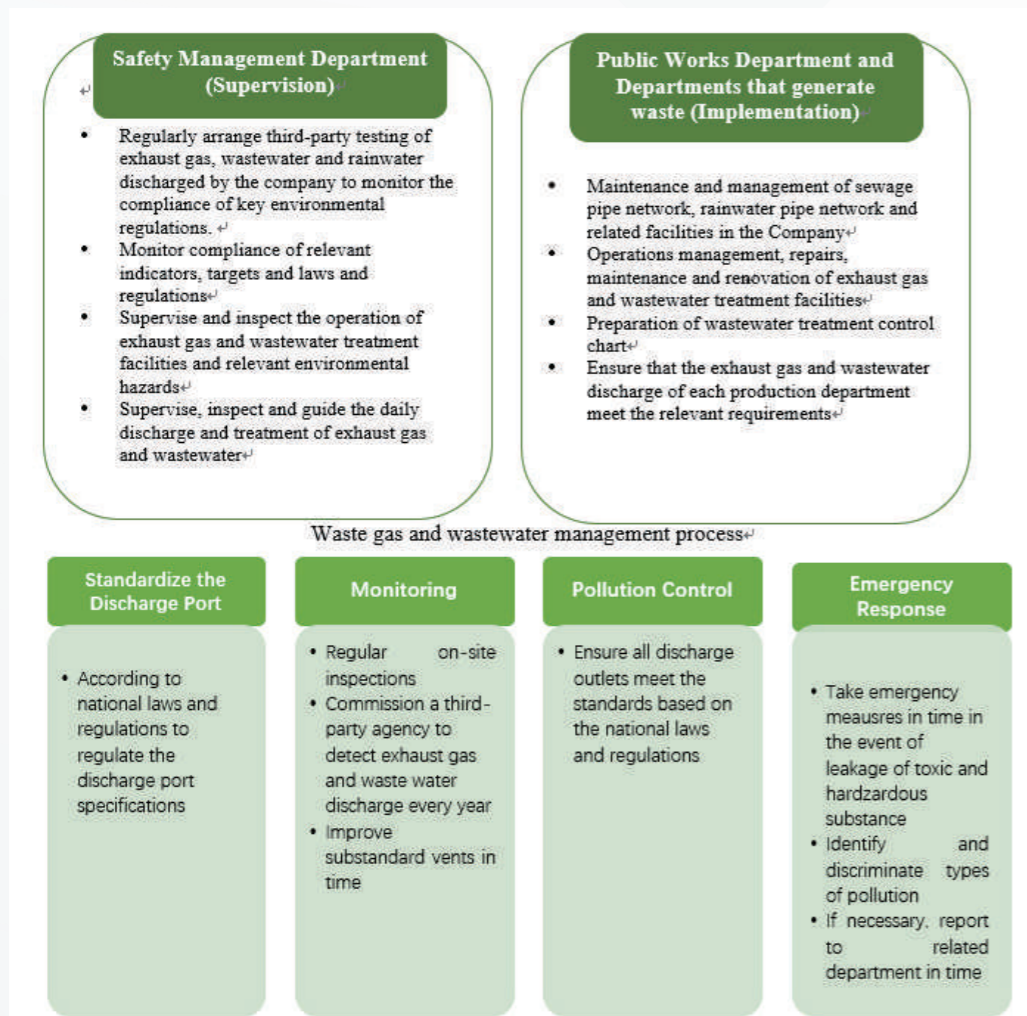 Safety Management Department
(Supervision)
• Regularly arrange third-party testing of
exhaust gas, wastewater and rainwater
discharged by the company to monitor the
compliance of key environmental
regulations.
• Monitor compliance of relevant
indicators, targets and laws and
regulations
• Supervise and inspect the operation of
exhaust gas and wastewater treatment
facilities and relevant environmental
hazards
• Supervise, inspect and guide the daily
discharge and treatment of exhaust gas
and wastewater
Public Works Department and
Departments that generate
waste (Implementation)
• Maintenance and management of sewage
pipe network, rainwater pipe network and
related facilities in the Company
• Operations management, repairs,
maintenance and renovation of exhaust gas
and wastewater treatment facilities
• Preparation of wastewater treatment control
chart
• Ensure that the exhaust gas and wastewater
discharge of each production department
meet the relevant requirements
Waste gas and wastewater management process
Standardize the
Discharge Port
• According to
national laws and
regulations to
regulate the
discharge port
specifications
Monitoring
• Regular on-site
inspections
• Commission a third-
party agency to
detect exhaust gas
and waste water
discharge every year
• Improve
substandard vents in
time
Pollution Control
• Ensure all discharge
outlets meet the
standards based on
the national laws
and regulations
Emergency
Response
• Take emergency
meausres in time in
the event of
leakage of toxic and
hardzardous
substance
• Identify and
discriminate types
of pollution
• If necessary, report
to related
department in time